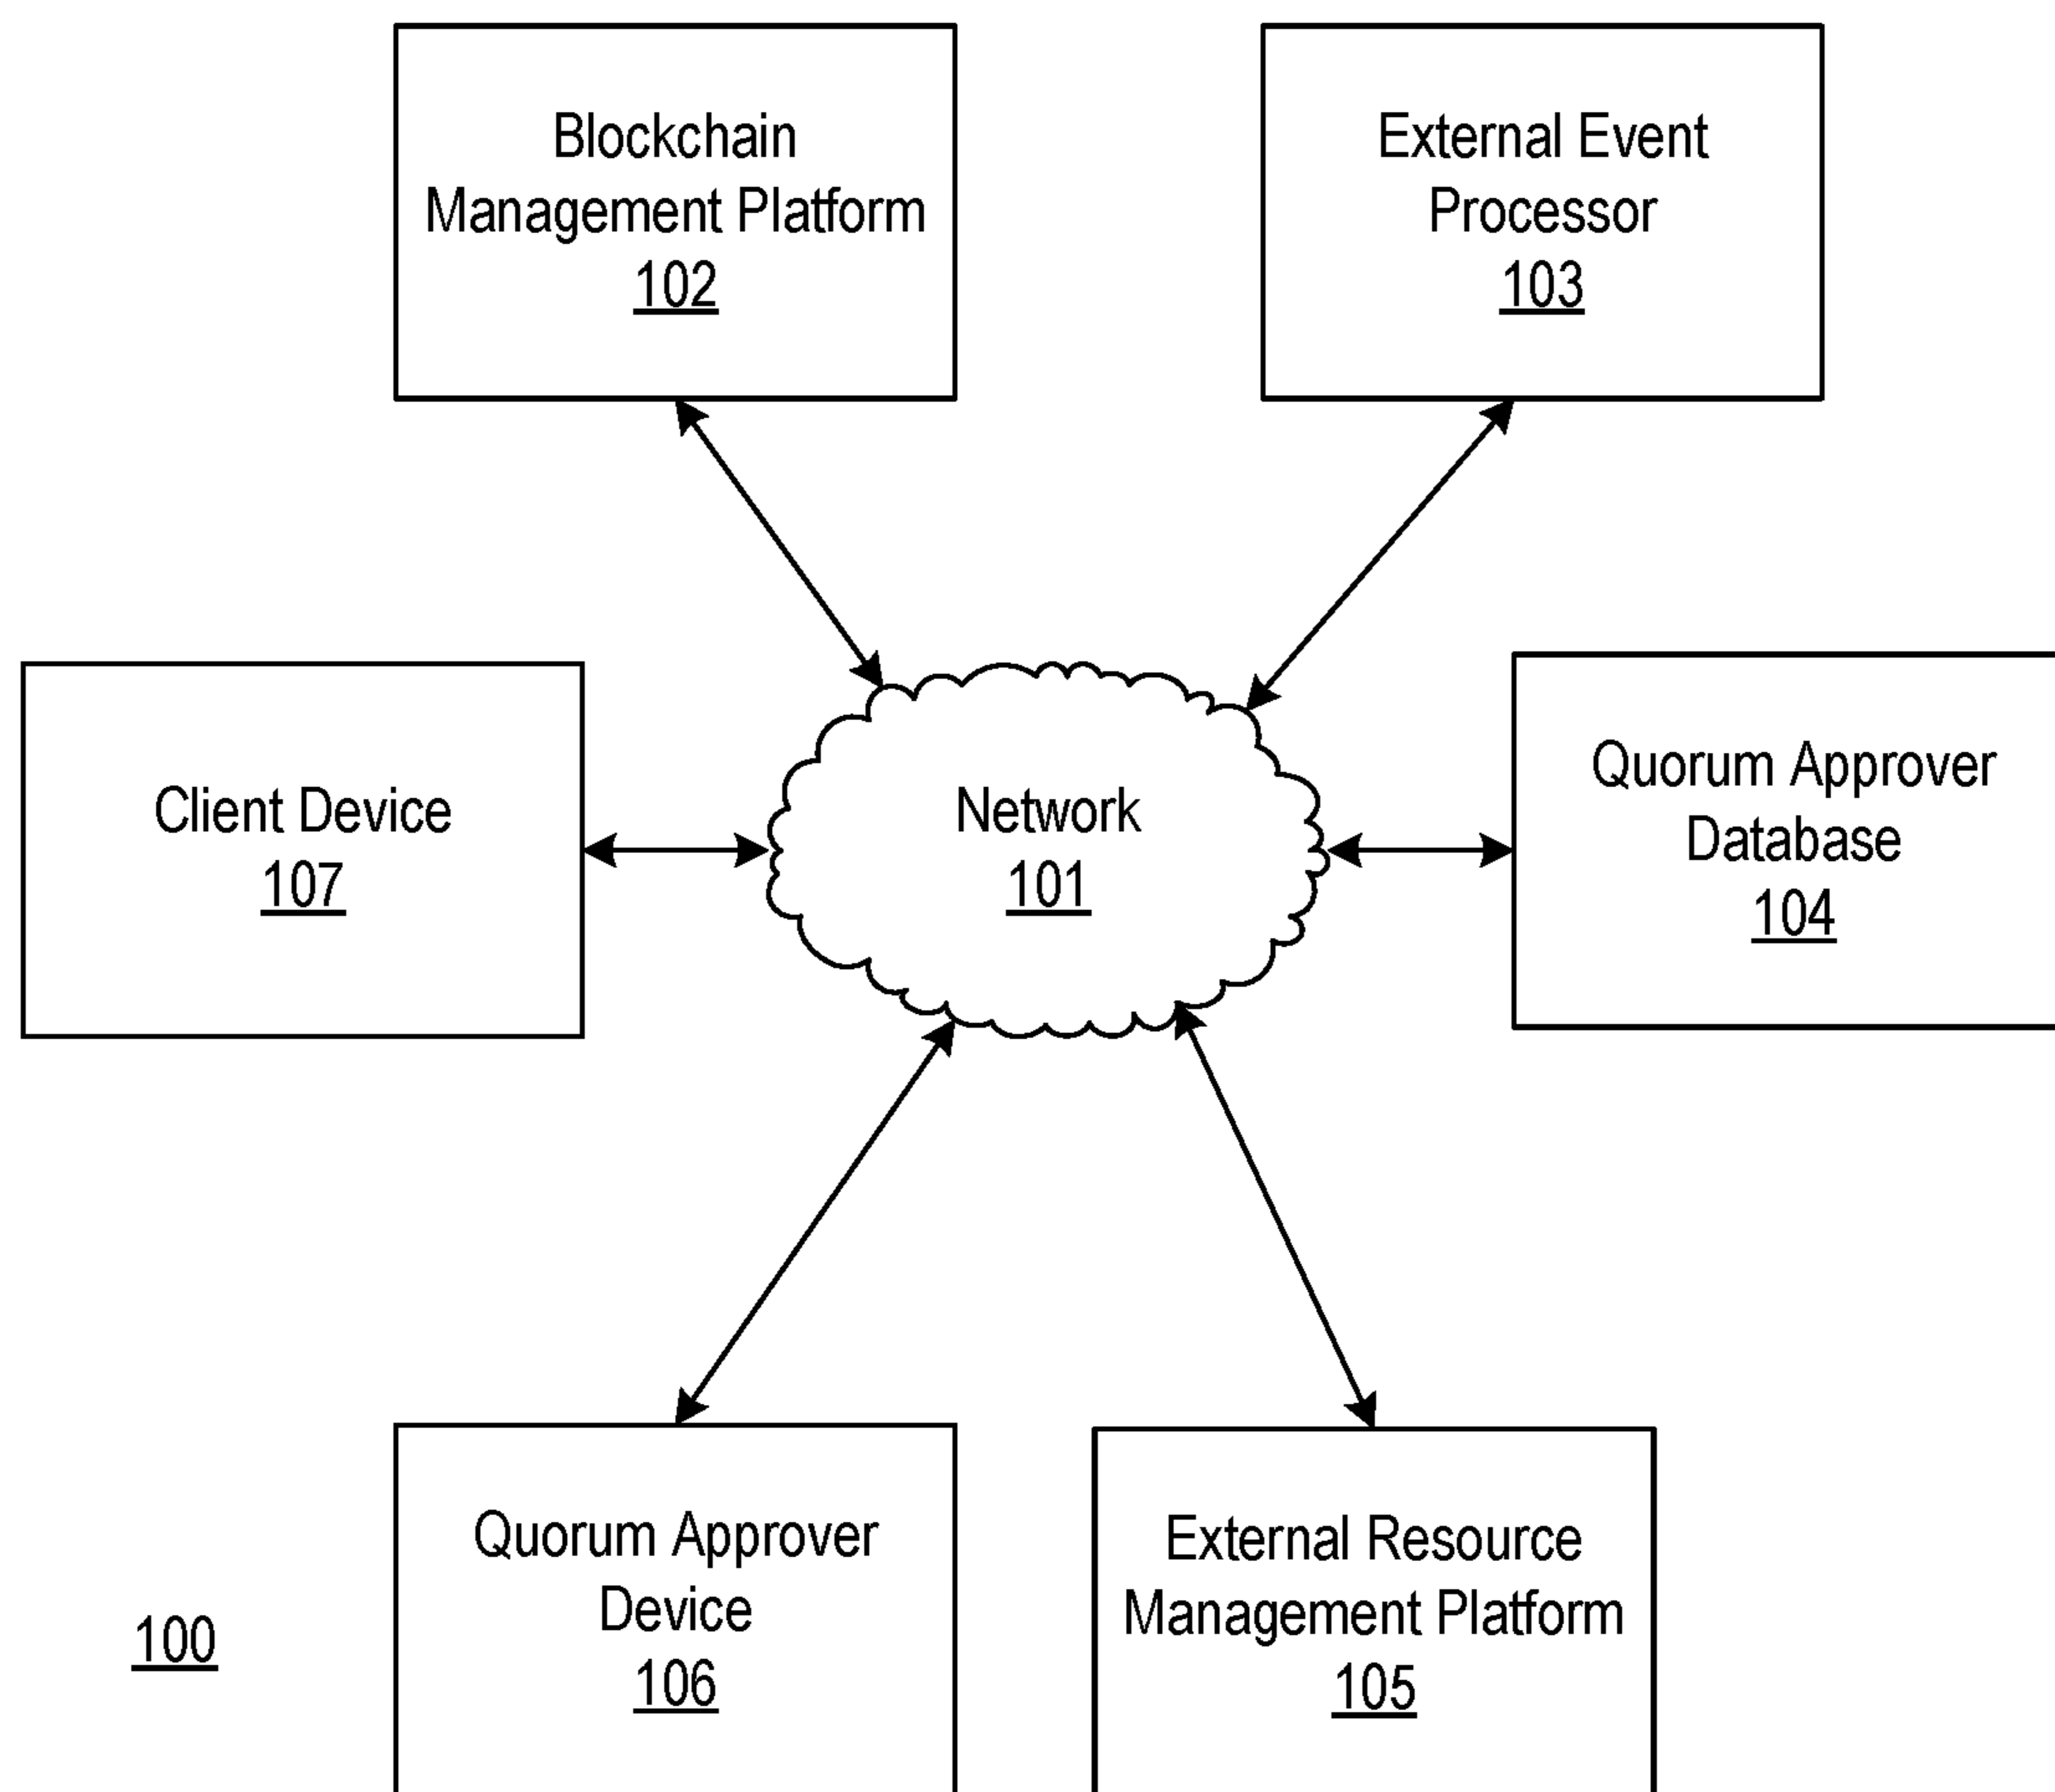 Blockchain
Management Platform
102
External Event
Processor
103
Client Device
107
Network
101
Quorum Approver
Database
104
Quorum Approver
Device
106
External Resource
Management Platform
105
100